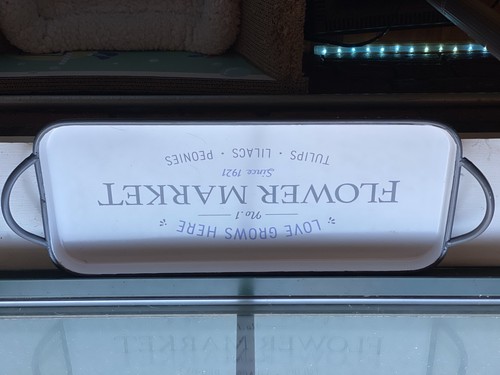 LOVE GROWS HERE
No.1
FLOWER MARKET
Since 1921
TULIPS · LILACS · PEONIES
FLOWER MARKET